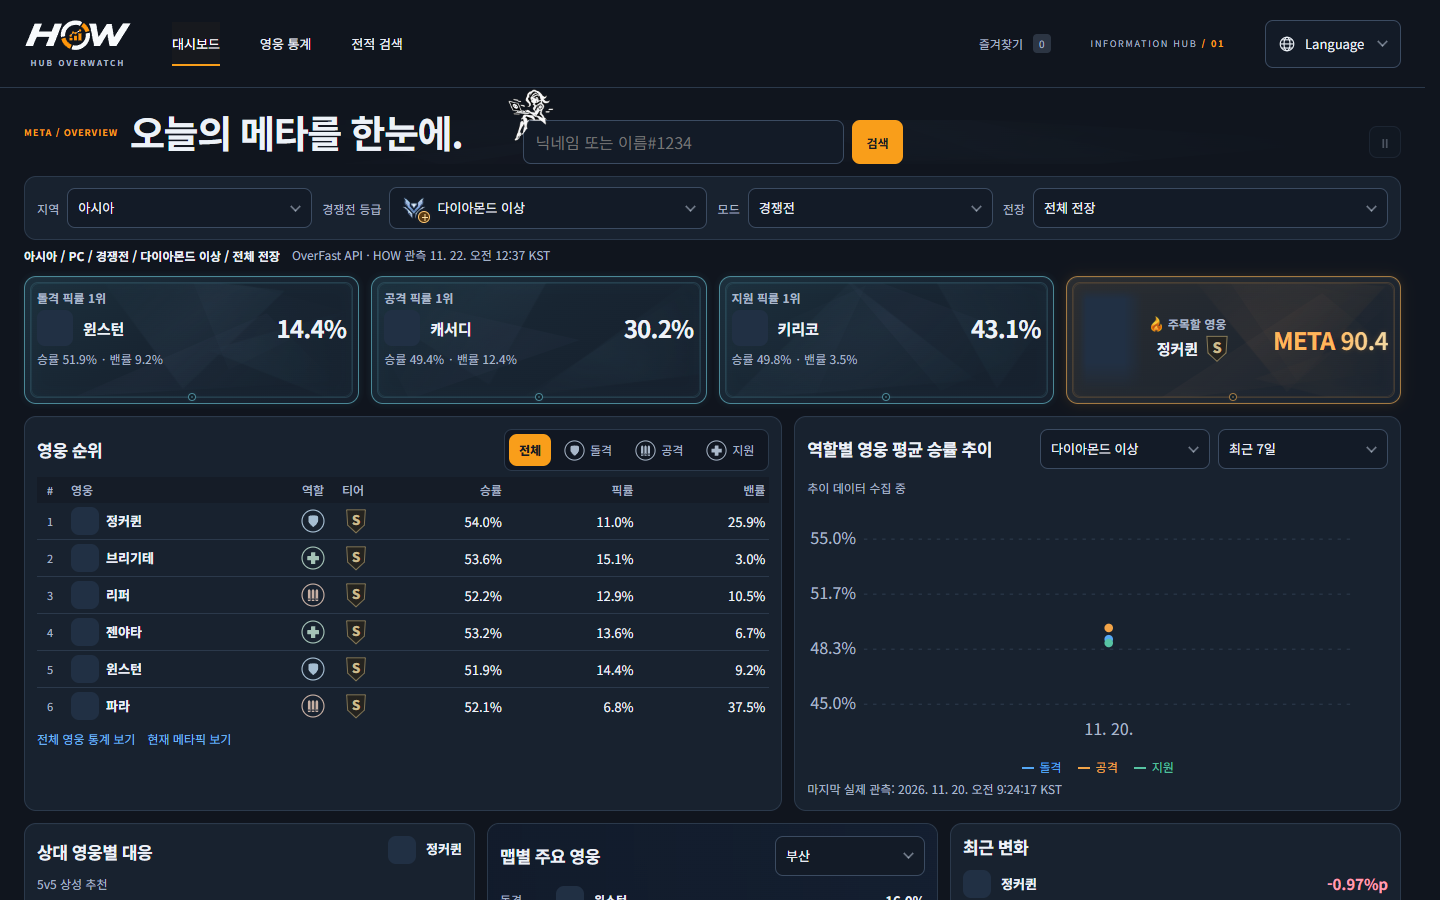 HOW
HUB OVERWATCH
대시보드
영웅 통계
전적 검색
즐겨찾기 0
INFORMATION HUB / 01
Language
META / OVERVIEW
오늘의 메타를 한눈에.
닉네임 또는 이름#1234
검색
지역 아시아
경쟁전 등급 다이아몬드 이상
모드 경쟁전
전장 전체 전장
아시아 / PC / 경쟁전 / 다이아몬드 이상 / 전체 전장 OverFast API · HOW 관측 11. 22. 오전 12:37 KST
돌격 픽률 1위
윈스턴 14.4%
승률 51.9% · 밴률 9.2%
공격 픽률 1위
캐서디 30.2%
승률 49.4% · 밴률 12.4%
지원 픽률 1위
키리코 43.1%
승률 49.8% · 밴률 3.5%
🔥 주목할 영웅
정커퀸 S
META 90.4
영웅 순위
전체 돌격 공격 지원
# 영웅 역할 티어 승률 픽률 밴률
1 정커퀸 S 54.0% 11.0% 25.9%
2 브리기테 S 53.6% 15.1% 3.0%
3 리퍼 S 52.2% 12.9% 10.5%
4 젠야타 S 53.2% 13.6% 6.7%
5 윈스턴 S 51.9% 14.4% 9.2%
6 파라 S 52.1% 6.8% 37.5%
전체 영웅 통계 보기 현재 메타픽 보기
역할별 영웅 평균 승률 추이
다이아몬드 이상
최근 7일
추이 데이터 수집 중
55.0%
51.7%
48.3%
45.0%
11. 20.
돌격 공격 지원
마지막 실제 관측: 2026. 11. 20. 오전 9:24:17 KST
상대 영웅별 대응
정커퀸
5v5 상성 추천
맵별 주요 영웅
부산
돌격 윈스턴 16.0%
최근 변화
정커퀸 -0.97%p